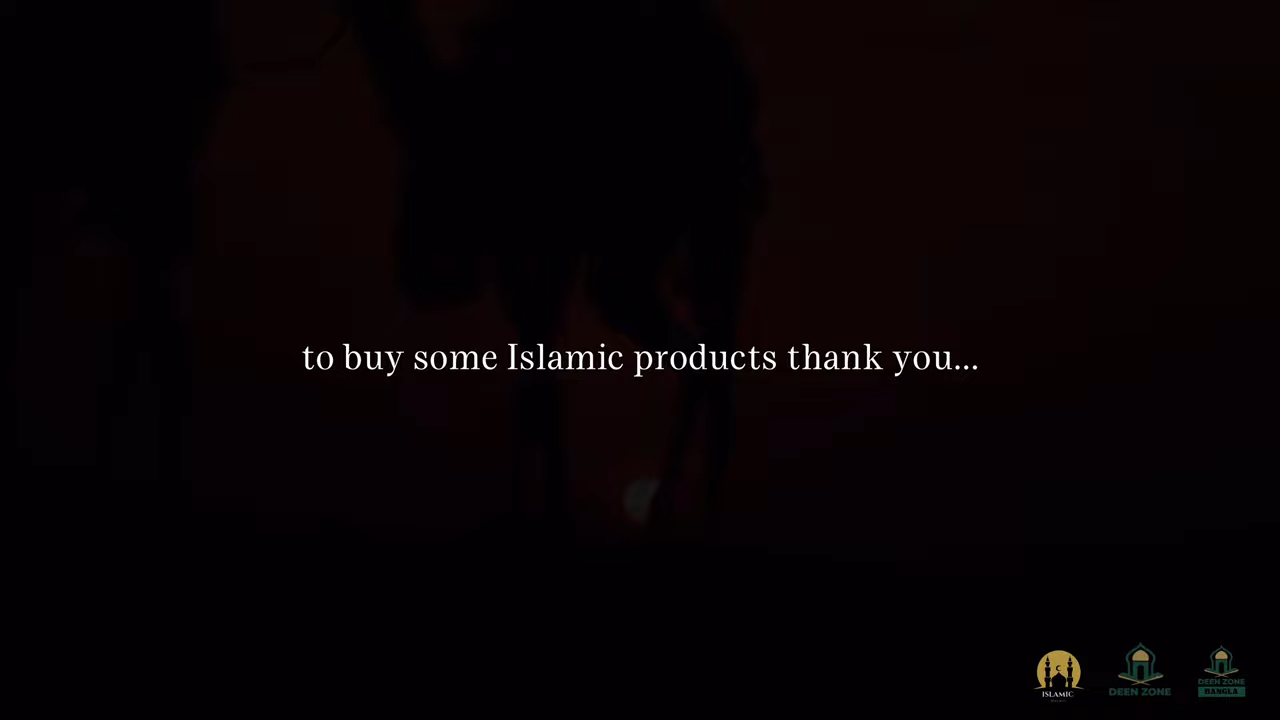 to buy some Islamic products thank you...
ISLAMIC
DEEN ZONE
DEEN ZONE
BANGLA